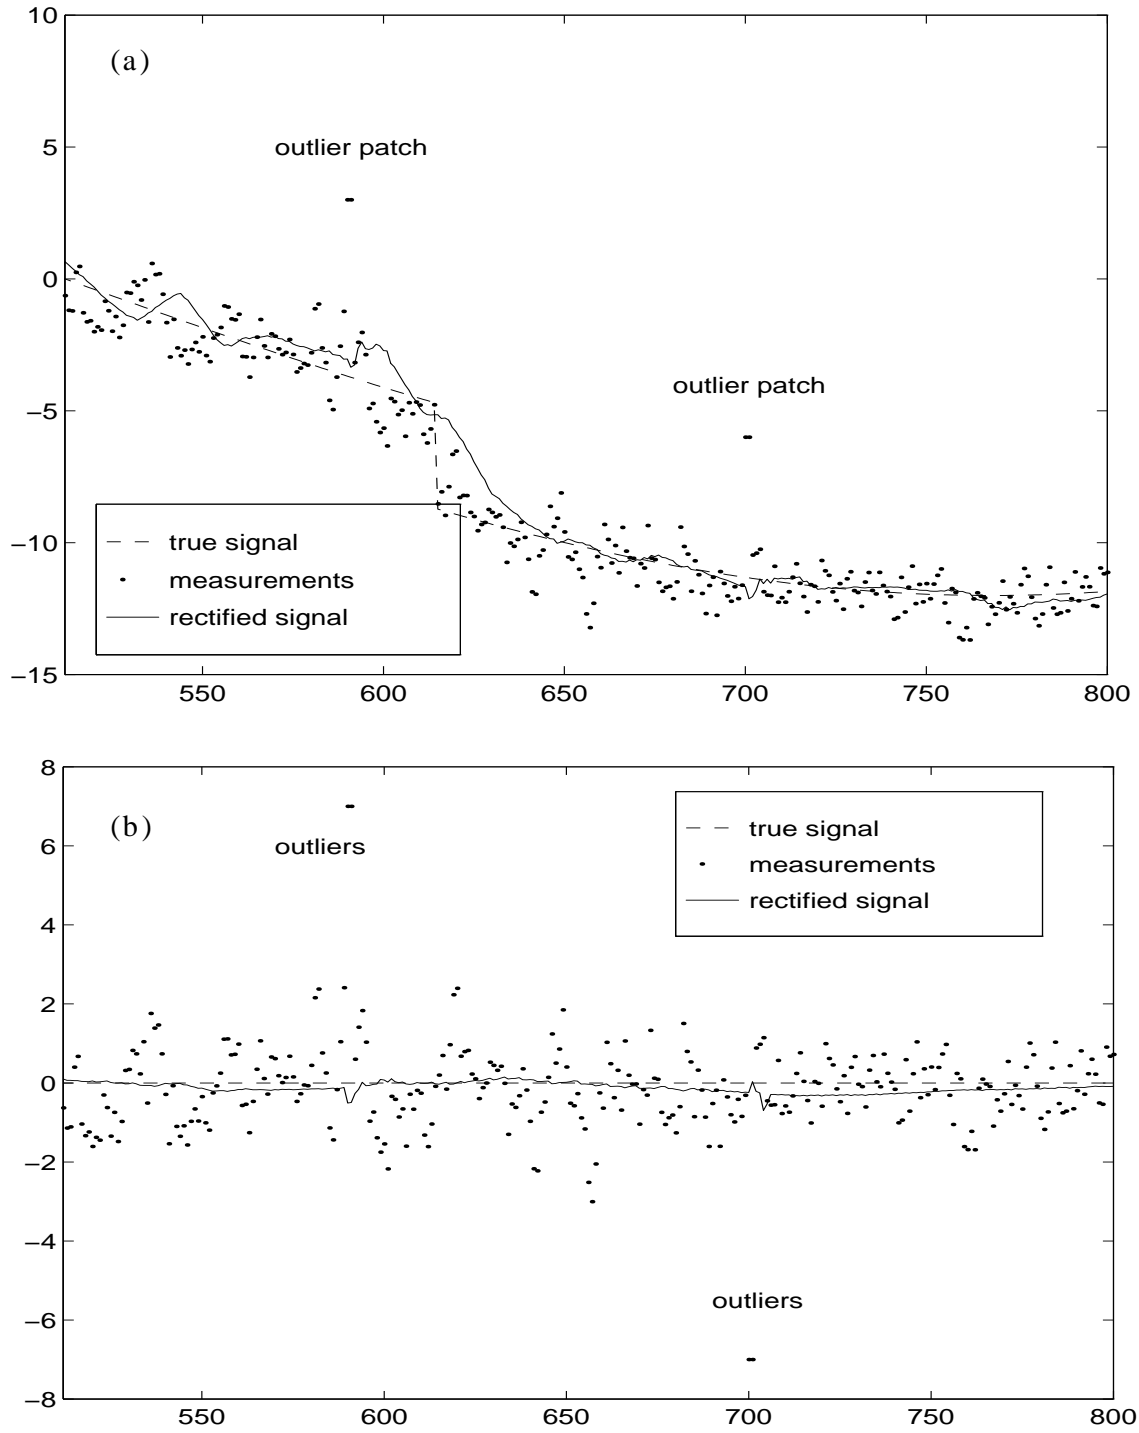 10
(a)
5
outlier patch
0
outlier patch
−5
true signal
−10
measurements
rectified signal
−15
550 600 650 700 750 800
8
(b)
true signal
6
outliers
measurements
rectified signal
4
2
0
−2
−4
outliers
−6
−8
550 600 650 700 750 800